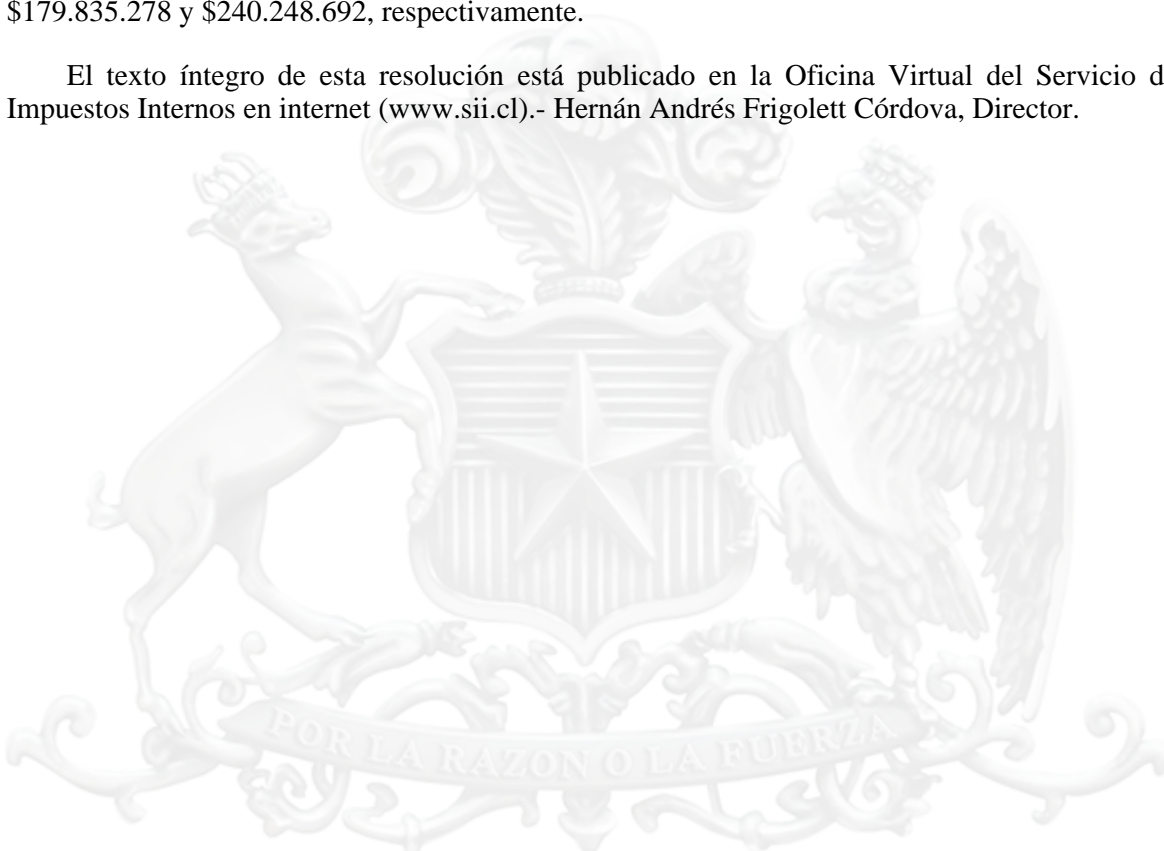 $179.835.278 y $240.248.692, respectivamente.
El texto íntegro de esta resolución está publicado en la Oficina Virtual del Servicio d
Impuestos Internos en internet (www.sii.cl).- Hernán Andrés Frigolett Córdova, Director.
POR LA RAZON O LA FUERZA